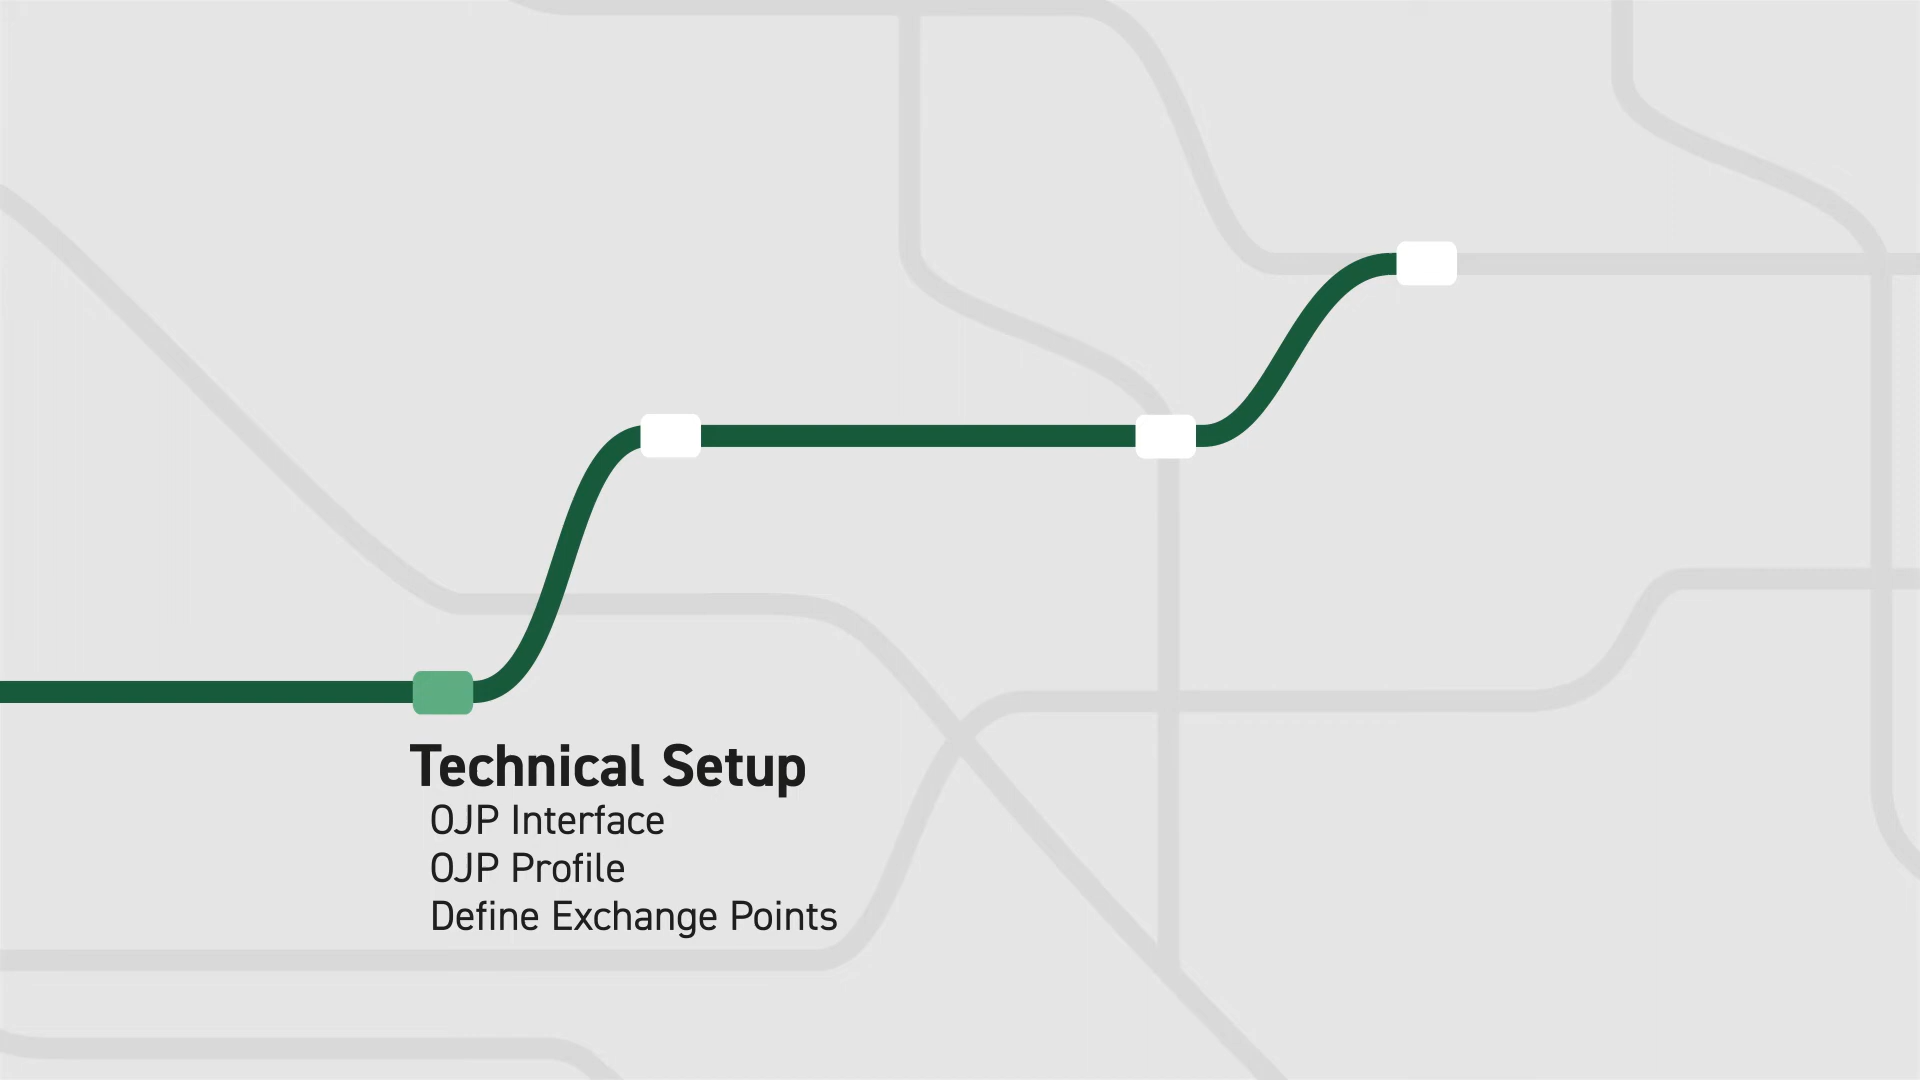 Technical Setup
OJP Interface
OJP Profile
Define Exchange Points